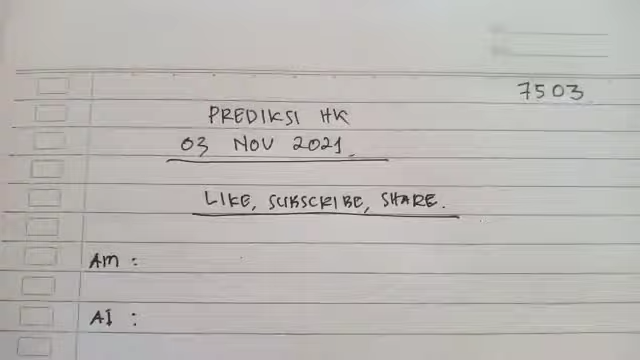 7503
PREDIKSI HK
03 NOV 2021.
LIKE, SUBSCRIBE, SHARE.
AM :
AI :